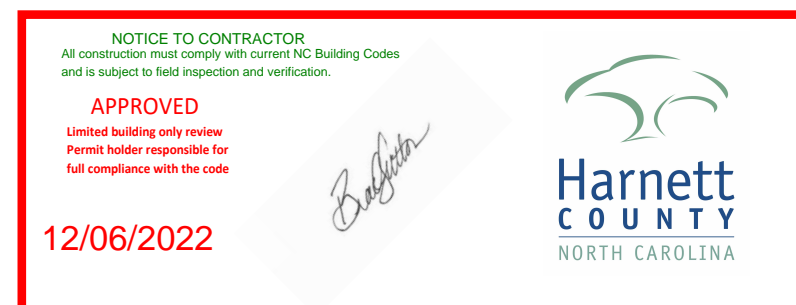 NOTICE TO CONTRACTOR
All construction must comply with current NC Building Codes
and is subject to field inspection and verification.
APPROVED
Limited building only review
Permit holder responsible for
full compliance with the code
12/06/2022
Harnett
COUNTY
NORTH CAROLINA